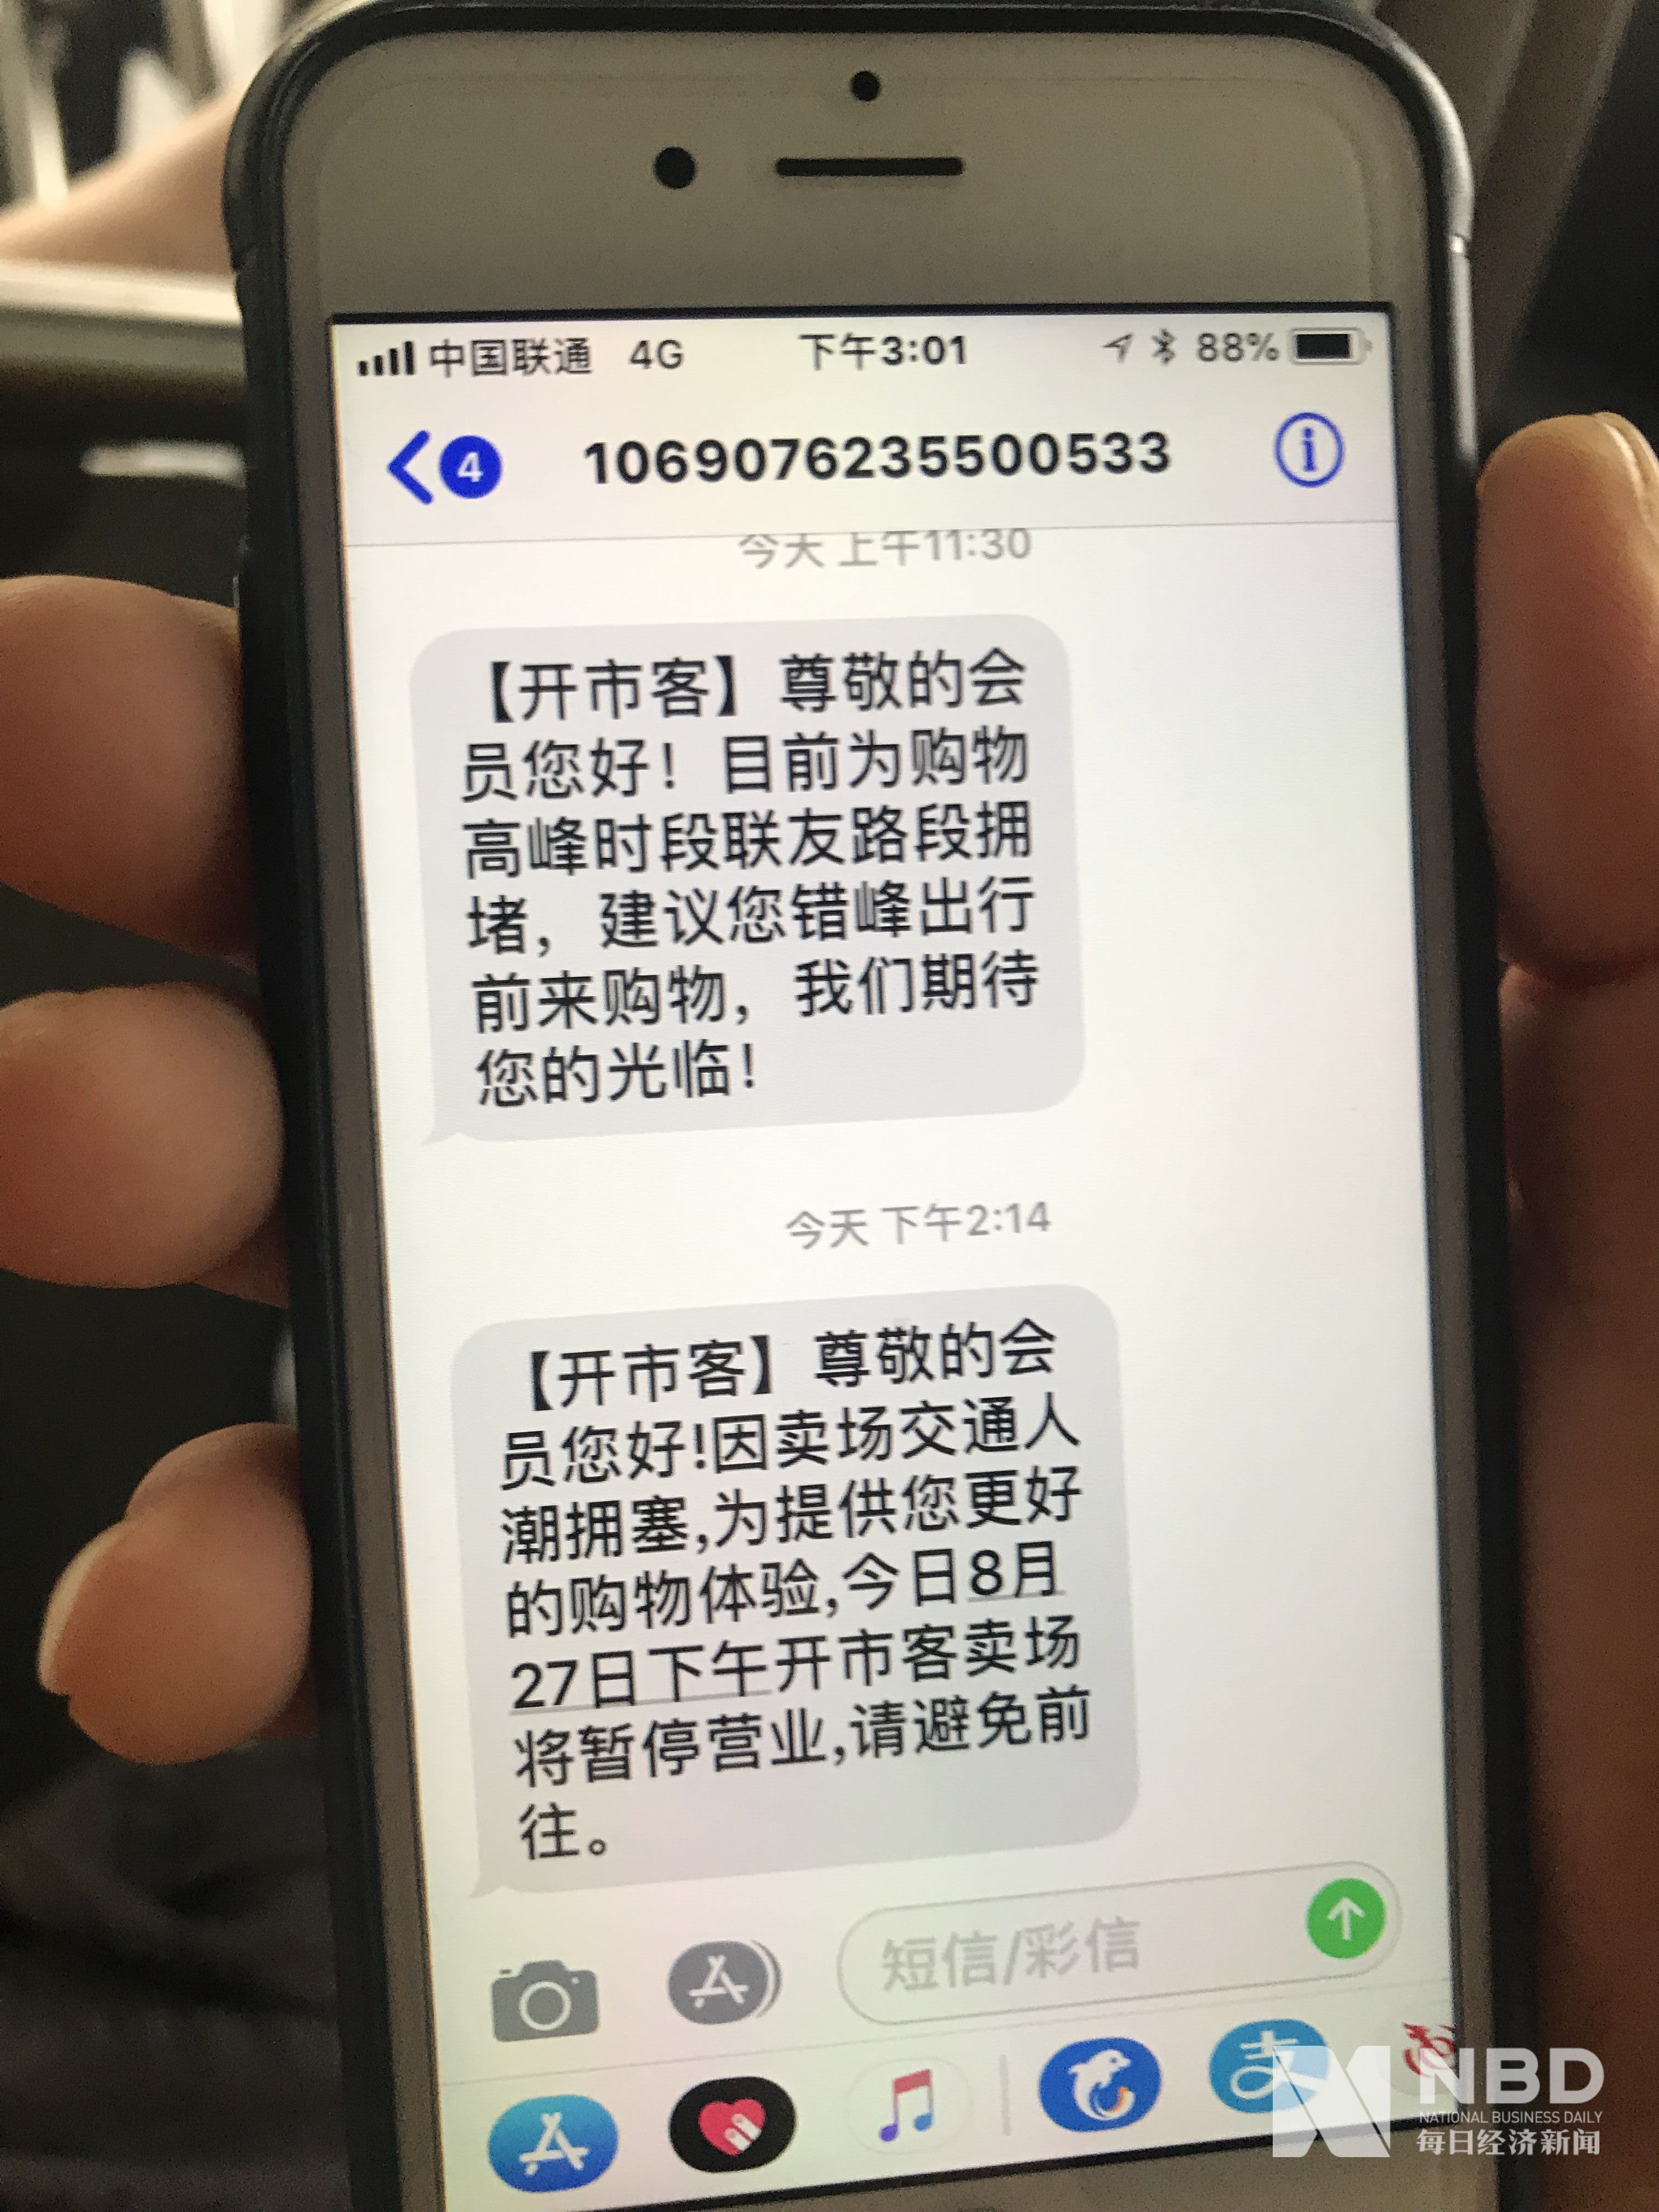 中国联通 4G 下午3:01 88%
4 1069076235500533
今天 上午11:30
【开市客】尊敬的会
员您好！目前为购物
高峰时段联友路段拥
堵，建议您错峰出行
前来购物，我们期待
您的光临！
今天 下午2:14
【开市客】尊敬的会
员您好!因卖场交通人
潮拥塞,为提供您更好
的购物体验,今日8月
27日下午开市客卖场
将暂停营业,请避免前
往。
短信/彩信
支
NBD
NATIONAL BUSINESS DAILY
每日经济新闻